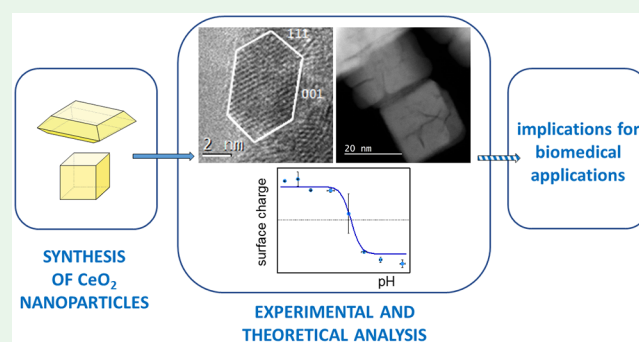 SYNTHESIS
OF CeO₂
NANOPARTICLES
111
001
2 nm
20 nm
surface charge
pH
EXPERIMENTAL AND
THEORETICAL ANALYSIS
implications for
biomedical
applications